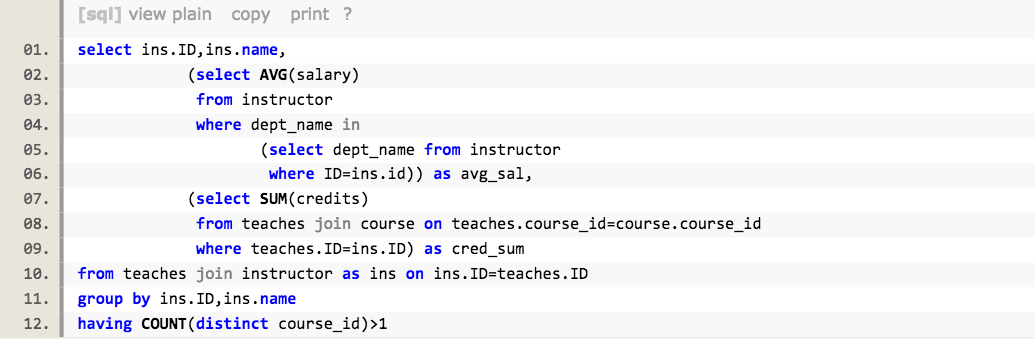 [sql] view plain copy print ?
01. select ins.ID,ins.name,
02. (select AVG(salary)
03. from instructor
04. where dept_name in
05. (select dept_name from instructor
06. where ID=ins.id)) as avg_sal,
07. (select SUM(credits)
08. from teaches join course on teaches.course_id=course.course_id
09. where teaches.ID=ins.ID) as cred_sum
10. from teaches join instructor as ins on ins.ID=teaches.ID
11. group by ins.ID,ins.name
12. having COUNT(distinct course_id)>1